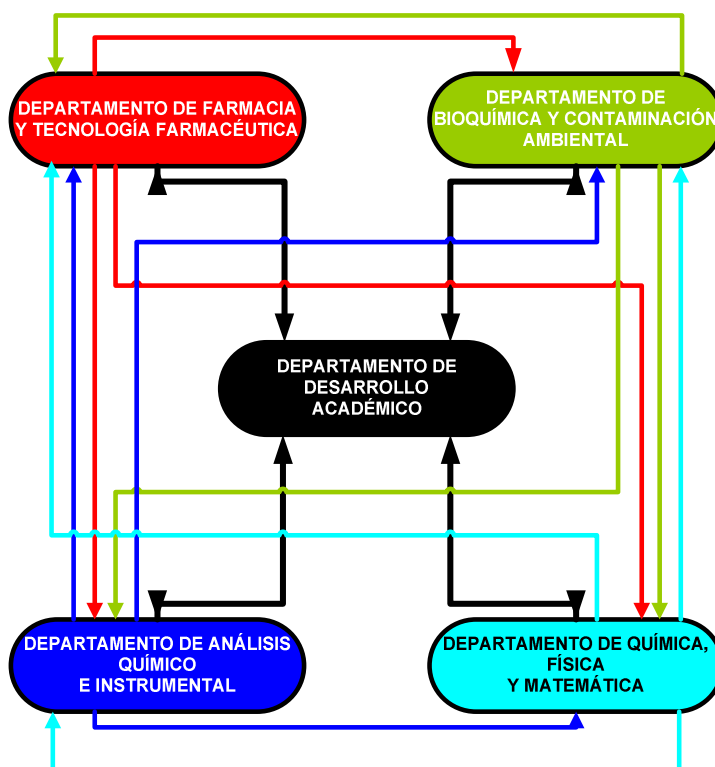 DEPARTAMENTO DE FARMACIA
Y TECNOLOGÍA FARMACÉUTICA
DEPARTAMENTO DE
BIOQUÍMICA Y CONTAMINACIÓN
AMBIENTAL
DEPARTAMENTO DE
DESARROLLO
ACADÉMICO
DEPARTAMENTO DE ANÁLISIS
QUÍMICO
E INSTRUMENTAL
DEPARTAMENTO DE QUÍMICA,
FÍSICA
Y MATEMÁTICA